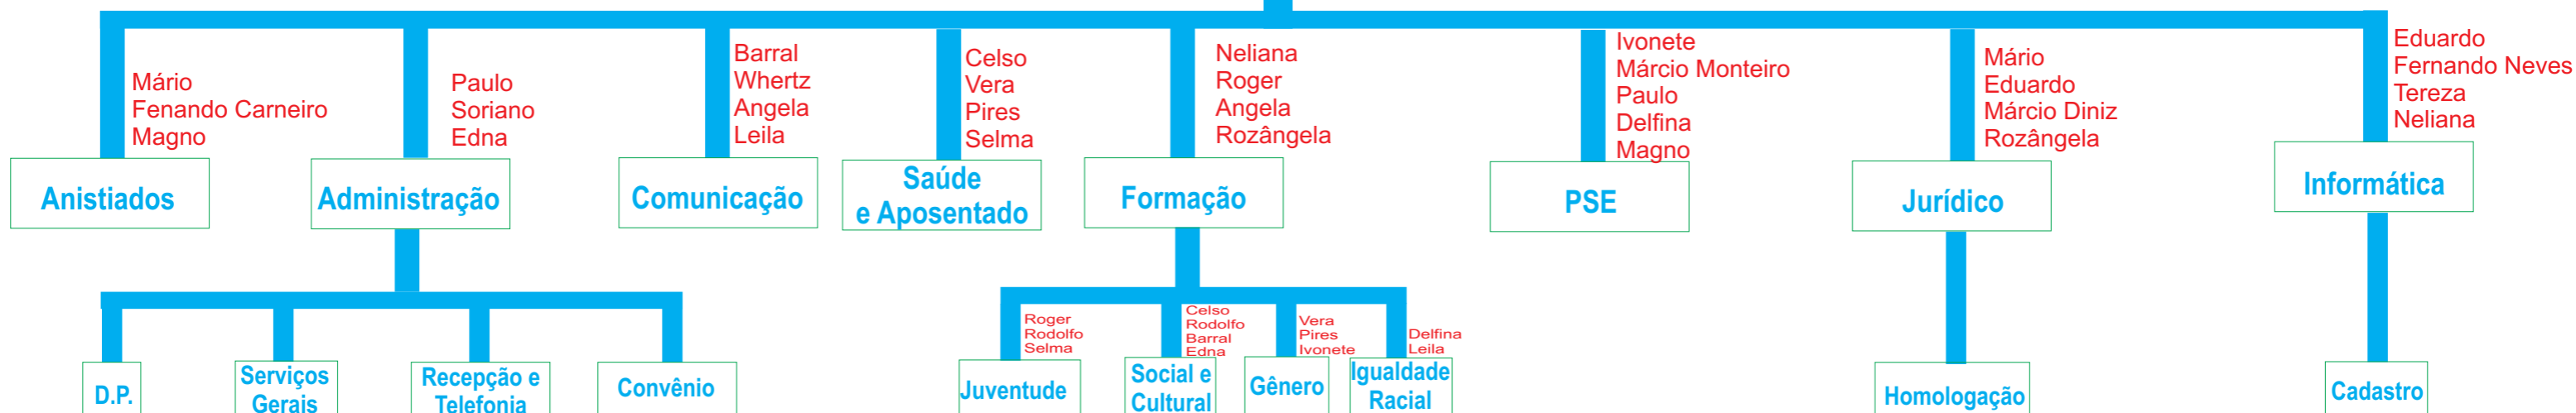 Mário
Fenando Carneiro
Magno
Anistiados
Paulo
Soriano
Edna
Administração
Barral
Whertz
Angela
Leila
Comunicação
Celso
Vera
Pires
Selma
Saúde
e Aposentado
Neliana
Roger
Angela
Rozângela
Formação
Ivonete
Márcio Monteiro
Paulo
Delfina
Magno
PSE
Mário
Eduardo
Márcio Diniz
Rozângela
Jurídico
Eduardo
Fernando Neves
Tereza
Neliana
Informática
D.P.
Serviços
Gerais
Recepção e
Telefonia
Convênio
Roger
Rodolfo
Selma
Juventude
Celso
Rodolfo
Barral
Edna
Social e
Cultural
Vera
Pires
Ivonete
Gênero
Delfina
Leila
Igualdade
Racial
Homologação
Cadastro